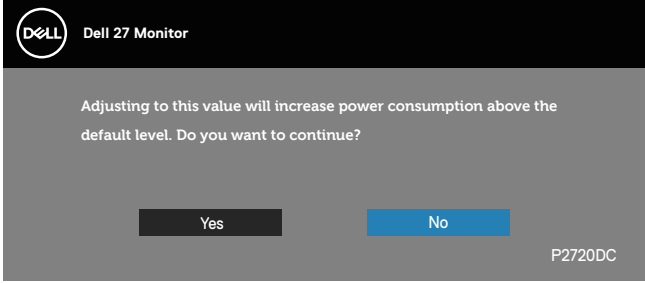 DELL
Dell 27 Monitor
Adjusting to this value will increase power consumption above the
default level. Do you want to continue?
Yes
No
P2720DC